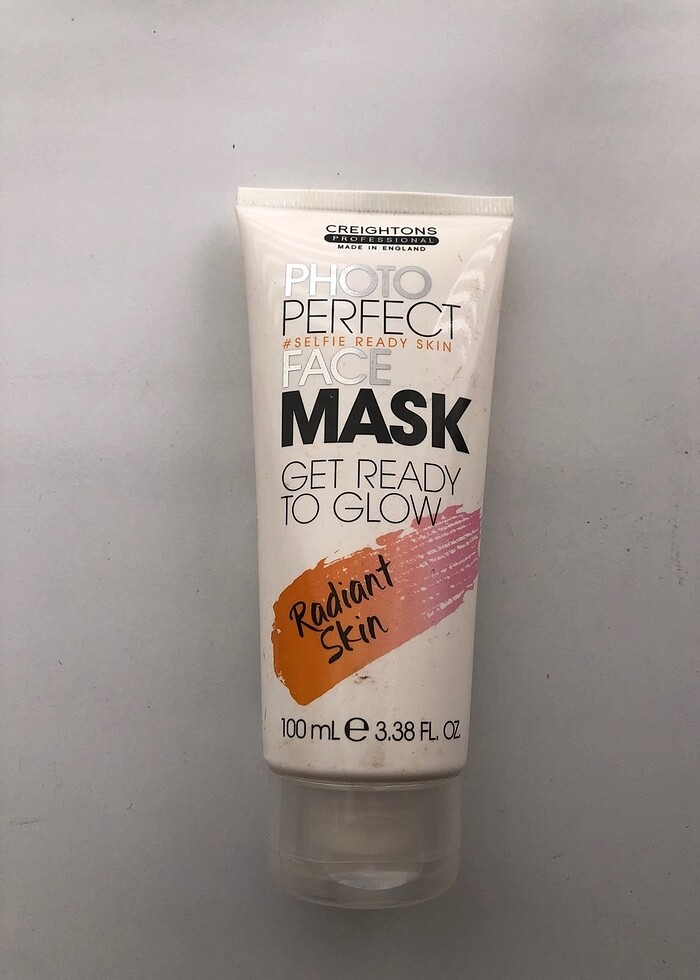 CREIGHTONS
PROFESSIONAL
MADE IN ENGLAND
PHOTO
PERFECT
#SELFIE READY SKIN
FACE
MASK
GET READY
TO GLOW
Radiant
Skin
100 mL e 3.38 FL. OZ.